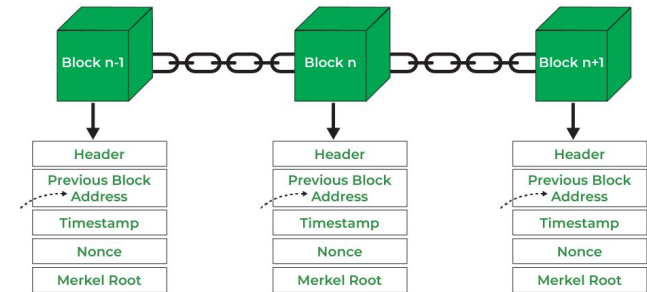 Block n-1
Block n
Block n+1
Header
Previous Block
Address
Timestamp
Nonce
Merkel Root
Header
Previous Block
Address
Timestamp
Nonce
Merkel Root
Header
Previous Block
Address
Timestamp
Nonce
Merkel Root